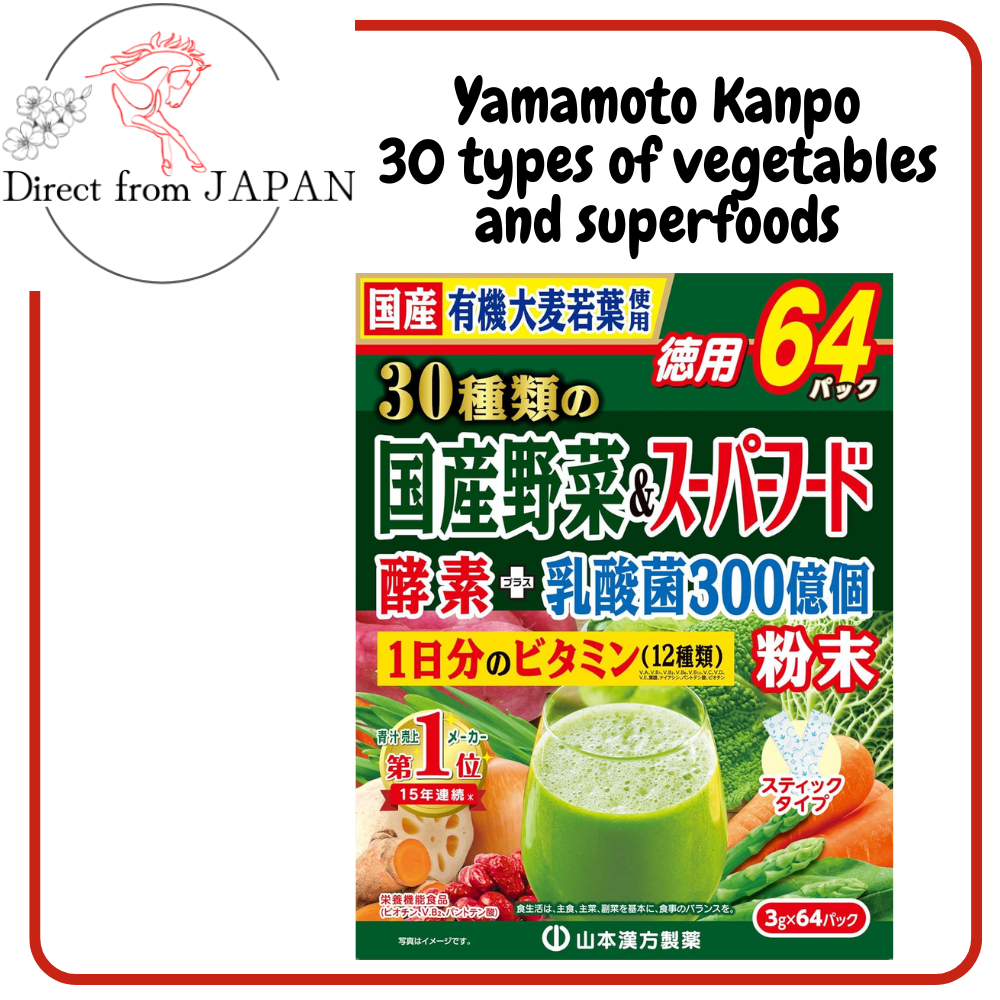 Direct from JAPAN
Yamamoto Kanpo
30 types of vegetables
and superfoods
国産 有機大麦若葉使用
徳用 64パック
30種類の
国産野菜&スーパーフード
酵素+プラス乳酸菌300億個
1日分のビタミン(12種類)
粉末
青汁売上メーカー
第1位
15年連続※
スティック
タイプ
栄養機能食品
(ビオチン、V.B₂、パントテン酸)
食生活は、主食、主菜、副菜を基本に、食事のバランスを。
3g×64パック
写真はイメージです。
山本漢方製薬